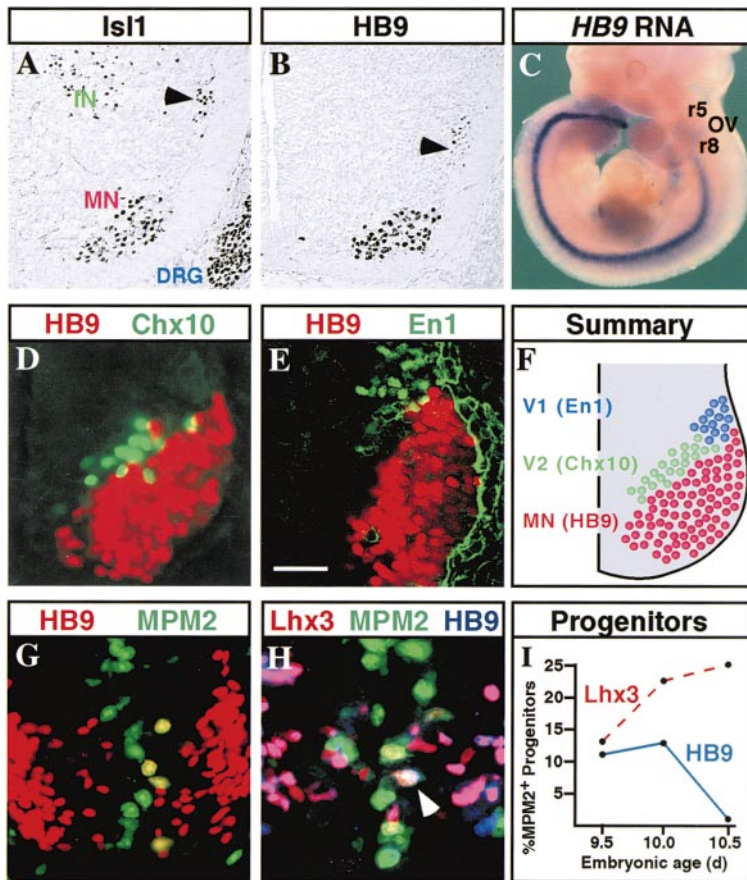 Isl1
HB9
HB9 RNA
A
IN
MN
DRG
B
C
r5
OV
r8
HB9 Chx10
HB9 En1
Summary
D
E
F
V1 (En1)
V2 (Chx10)
MN (HB9)
HB9 MPM2
Lhx3 MPM2 HB9
Progenitors
G
H
I
%MPM2+ Progenitors
25
20
15
10
5
Lhx3
HB9
9.5 10.0 10.5
Embryonic age (d)